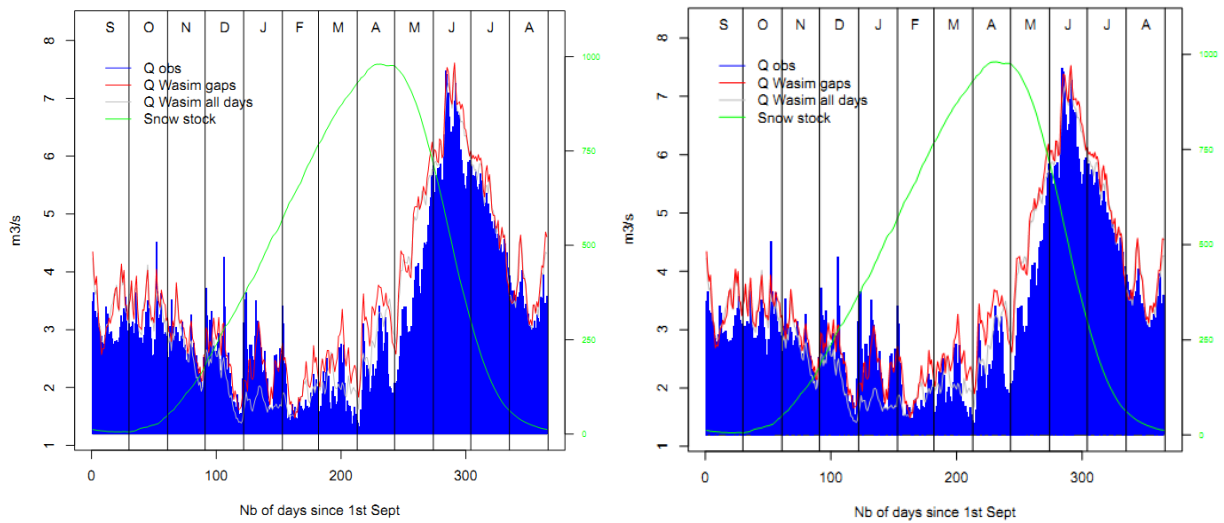 S O N D J F M A M J J A
8
7
6
5
4
3
2
1
m3/s
Q obs
Q Wasim gaps
Q Wasim all days
Snow stock
1000
750
500
250
0
0 100 200 300
Nb of days since 1st Sept
S O N D J F M A M J J A
8
7
6
5
4
3
2
1
m3/s
Q obs
Q Wasim gaps
Q Wasim all days
Snow stock
1000
750
500
250
0
0 100 200 300
Nb of days since 1st Sept